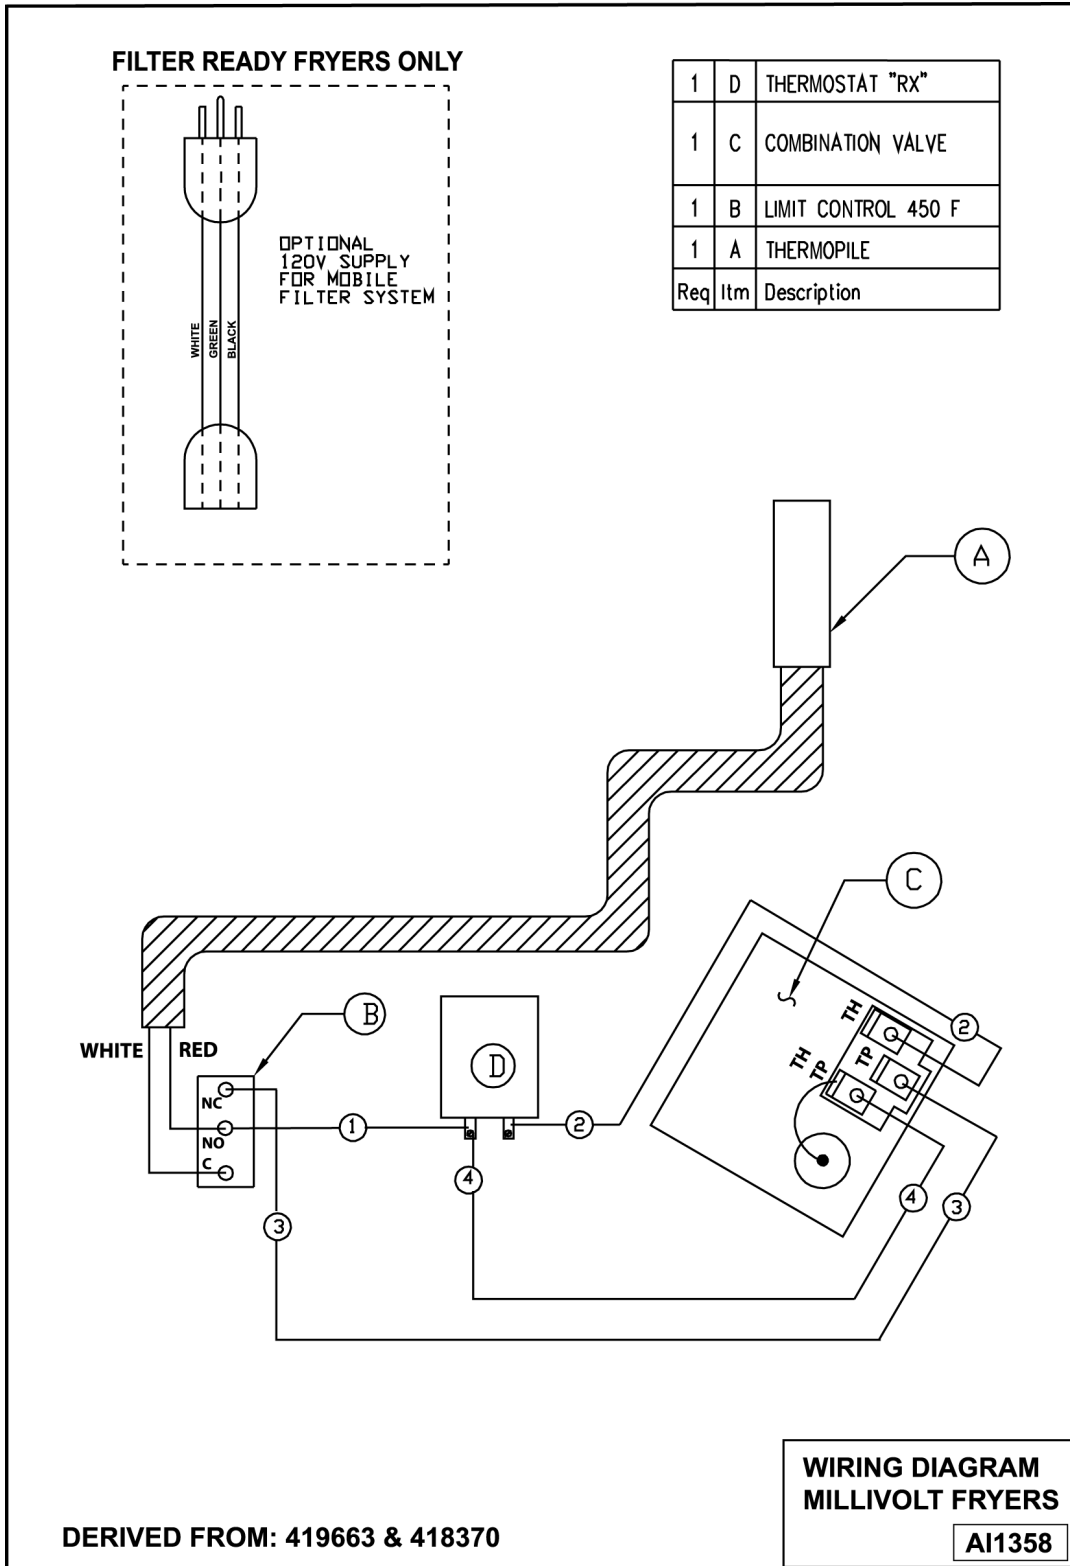 FILTER READY FRYERS ONLY
OPTIONAL
120V SUPPLY
FOR MOBILE
FILTER SYSTEM
WHITE
GREEN
BLACK
1 D THERMOSTAT "RX"
1 C COMBINATION VALVE
1 B LIMIT CONTROL 450 F
1 A THERMOPILE
Req Itm Description
A
C
B
D
WHITE RED
NC
NO
C
TH
TP
TH
TP
2
1
2
4
3
4
3
DERIVED FROM: 419663 & 418370
WIRING DIAGRAM
MILLIVOLT FRYERS
AI1358